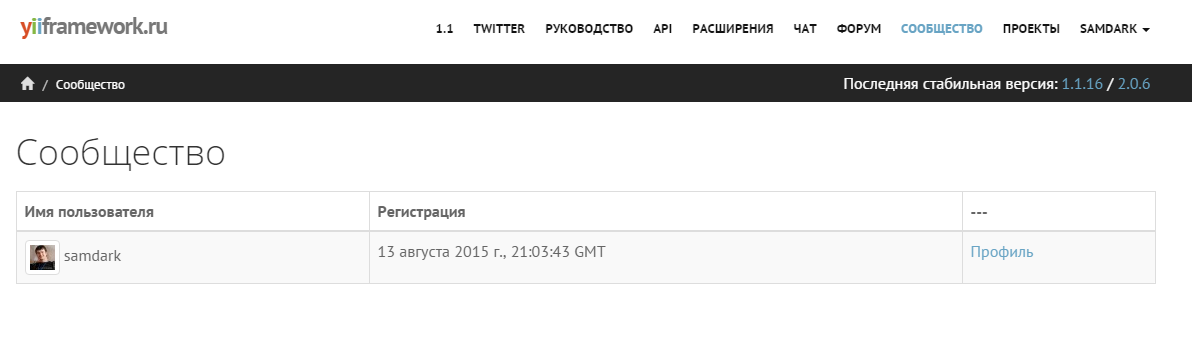 yiiframework.ru
1.1 TWITTER РУКОВОДСТВО API РАСШИРЕНИЯ ЧАТ ФОРУМ СООБЩЕСТВО ПРОЕКТЫ SAMDARK
/ Сообщество
Последняя стабильная версия: 1.1.16 / 2.0.6
Сообщество
Имя пользователя Регистрация ---
samdark 13 августа 2015 г., 21:03:43 GMT Профиль